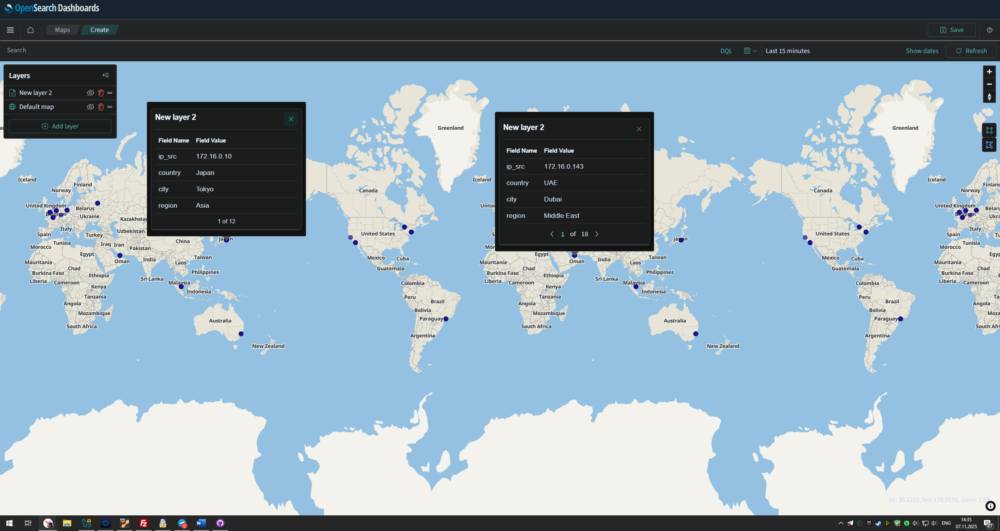 OpenSearch Dashboards
Maps
Create
Save
Search
DQL
Last 15 minutes
Show dates
Refresh
Layers
New layer 2
Default map
Add layer
New layer 2
Field Name Field Value
ip_src 172.16.0.10
country Japan
city Tokyo
region Asia
1 of 12
New layer 2
Field Name Field Value
ip_src 172.16.0.143
country UAE
city Dubai
region Middle East
1 of 18
Iceland
Finland
Norway
United Kingdom
Belarus
Belgium
Ukraine
Kazakhstan
Italy
Uzbekistan
Spain
Turkey
Tunisia
Iraq
Iran
Morocco
Pakistan
China
Japan
Egypt
Taiwan
Mauritania
Oman
India
Laos
Chad
Burkina Faso
Ethiopia
Philippines
Liberia
Cameroon
Sri Lanka
Malaysia
Kenya
Indonesia
Tanzania
Angola
Mozambique
South Africa
Australia
New Zealand
Greenland
Iceland
Canada
United States
Mexico
Cuba
Guatemala
Colombia
Peru
Brazil
Bolivia
Paraguay
Argentina
Unite
S
Mor
Japan
Egypt
Taiwan
Mauritania
Oman
India
Laos
Chad
Burkina Faso
Ethiopia
Philippines
Liberia
Cameroon
Sri Lanka
Malaysia
Kenya
Indonesia
Tanzania
Angola
Mozambique
South Africa
Australia
New Zealand
Greenland
Iceland
Canada
United States
Mexico
Cuba
Guatemala
Colombia
Peru
Brazil
Bolivia
Paraguay
Argentina
Finland
Norway
United Kingdom
Belaru
Belgium
Ukra
Italy
Spain
Tu
Tunisia
Morocco
Egyp
Mauritania
Chad
Burkina Faso
Liberia
Cameroon
Ta
Angola
Moza
South Afri
lat: 36.1212, lon: 138.9550, zoom: 1.05
ENG
14:35
07.11.2025
27